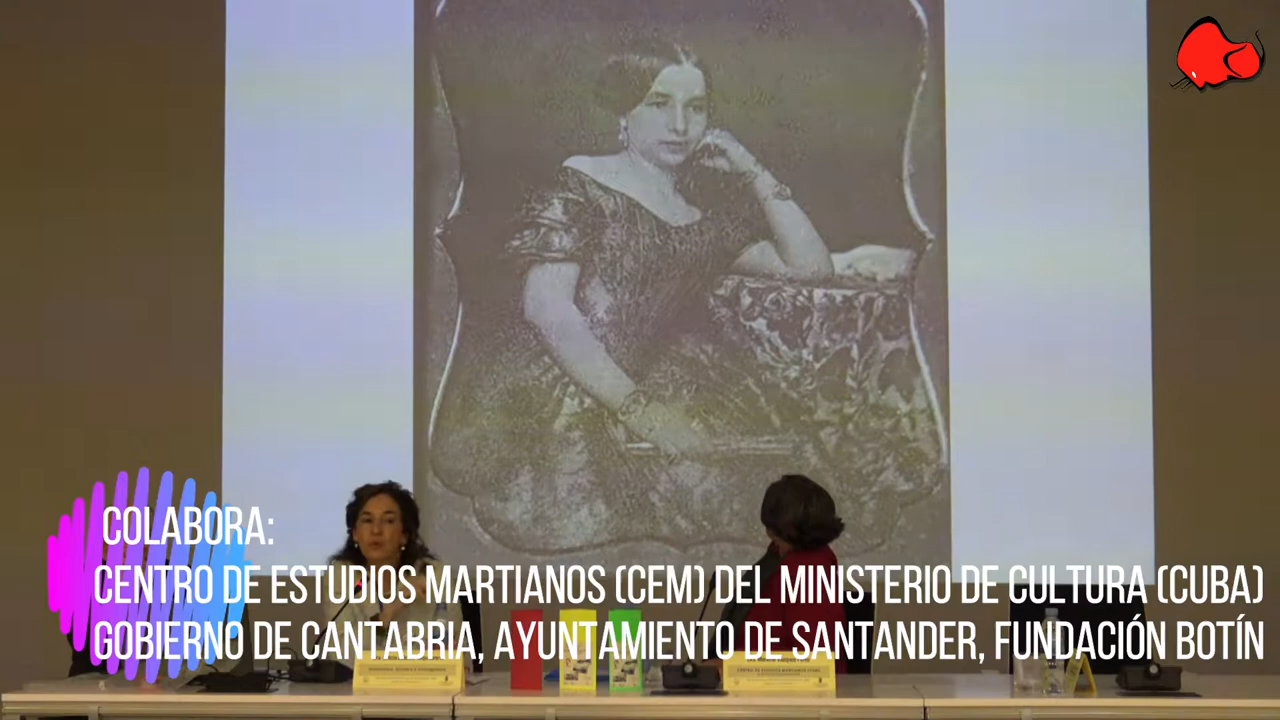 COLABORA:
CENTRO DE ESTUDIOS MARTIANOS (CEM) DEL MINISTERIO DE CULTURA (CUBA)
GOBIERNO DE CANTABRIA, AYUNTAMIENTO DE SANTANDER, FUNDACIÓN BOTÍN